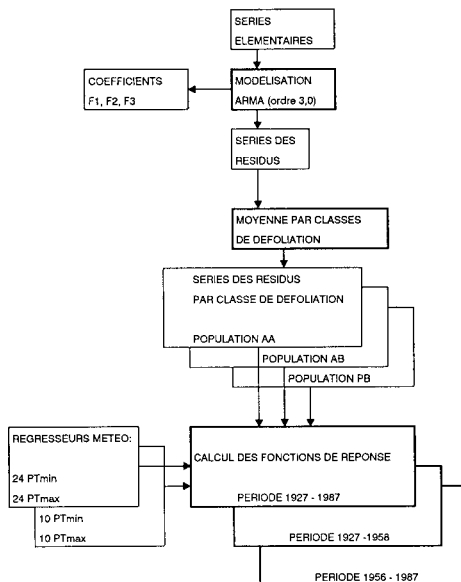 SERIES
ELEMENTAIRES
COEFFICIENTS
F1, F2, F3
MODELISATION
ARMA (ordre 3,0)
SERIES DES
RESIDUS
MOYENNE PAR CLASSES
DE DEFOLIATION
SERIES DES RESIDUS
PAR CLASSE DE DEFOLIATION
POPULATION AA
POPULATION AB
POPULATION PB
REGRESSEURS METEO:
24 PTmin
24 PTmax
10 PTmin
10 PTmax
CALCUL DES FONCTIONS DE REPONSE
PERIODE 1927 - 1987
PERIODE 1927 -1958
PERIODE 1956 - 1987